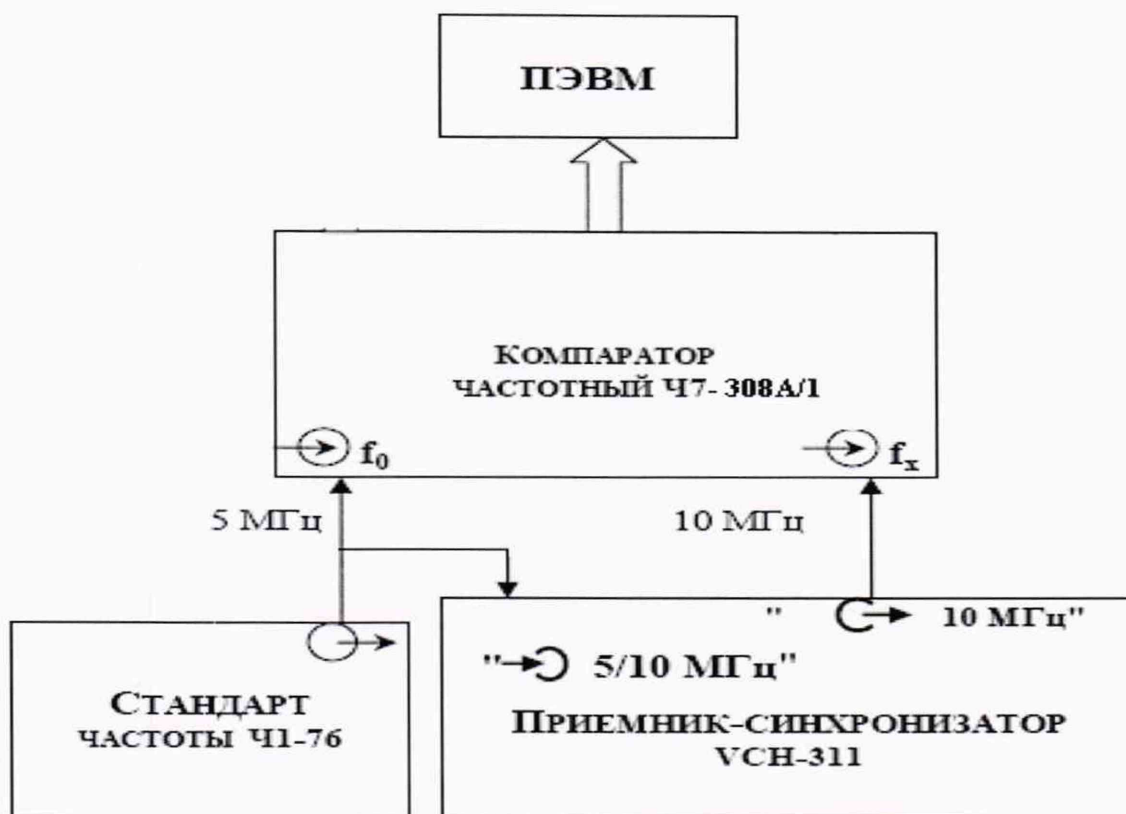 ПЭВМ
КОМПАРАТОР
ЧАСТОТНЫЙ Ч7- 308А/1
f₀
fₓ
5 МГц
10 МГц
" 10 МГц"
" 5/10 МГц"
СТАНДАРТ
ЧАСТОТЫ Ч1-76
ПРИЕМНИК-СИНХРОНИЗАТОР
VCH-311